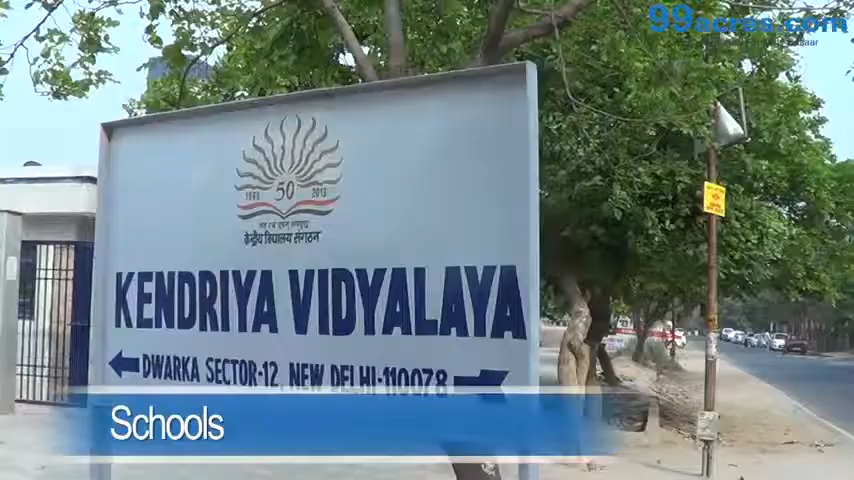 99acres.com
1963 50 2013
केन्द्रीय विद्यालय संगठन
KENDRIYA VIDYALAYA
DWARKA SECTOR-12, NEW DELHI-110078
Schools